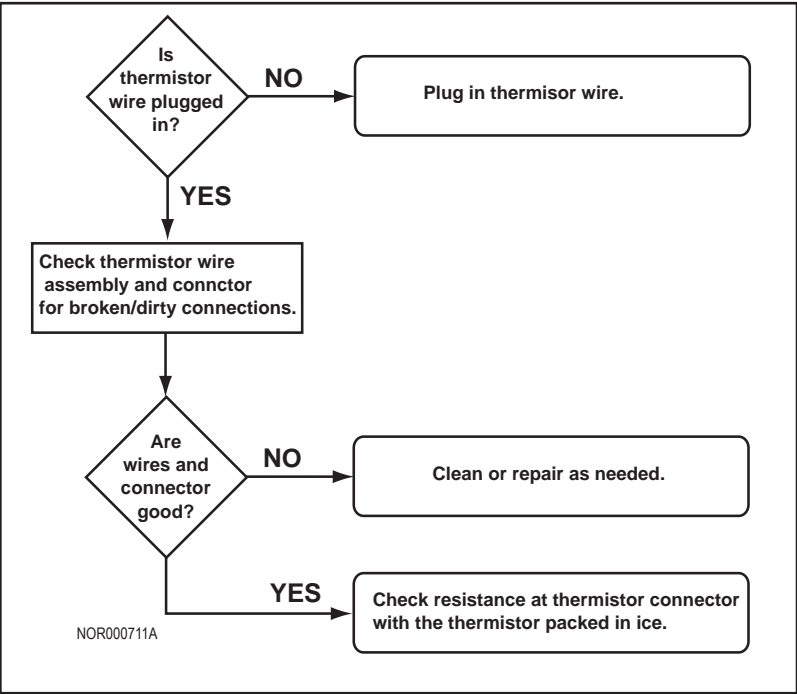 Is
thermistor
wire plugged
in?
NO
Plug in thermisor wire.
YES
Check thermistor wire
assembly and connctor
for broken/dirty connections.
Are
wires and
connector
good?
NO
Clean or repair as needed.
YES
Check resistance at thermistor connector
with the thermistor packed in ice.
NOR000711A